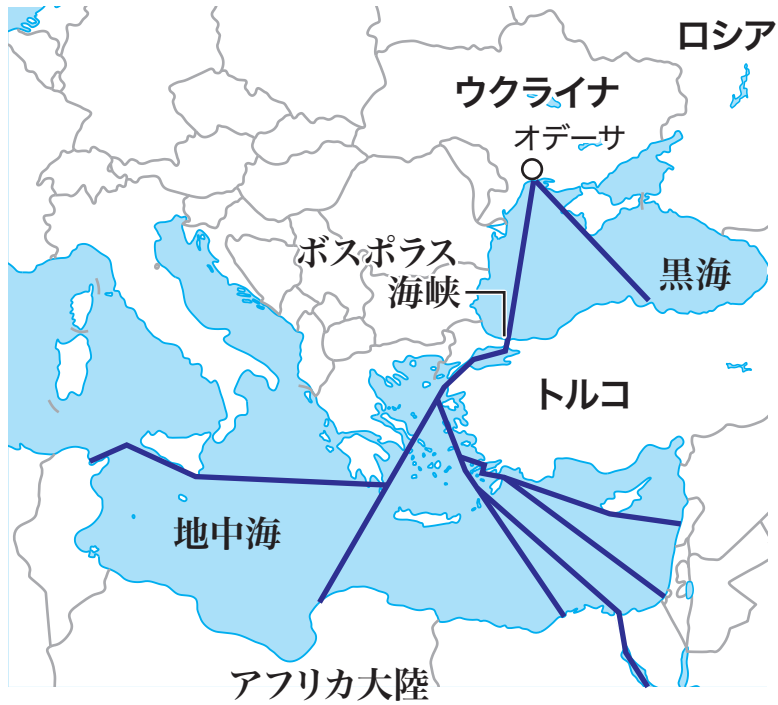 ロシア
ウクライナ
オデーサ
ボスポラス
海峡
黒海
トルコ
地中海
アフリカ大陸